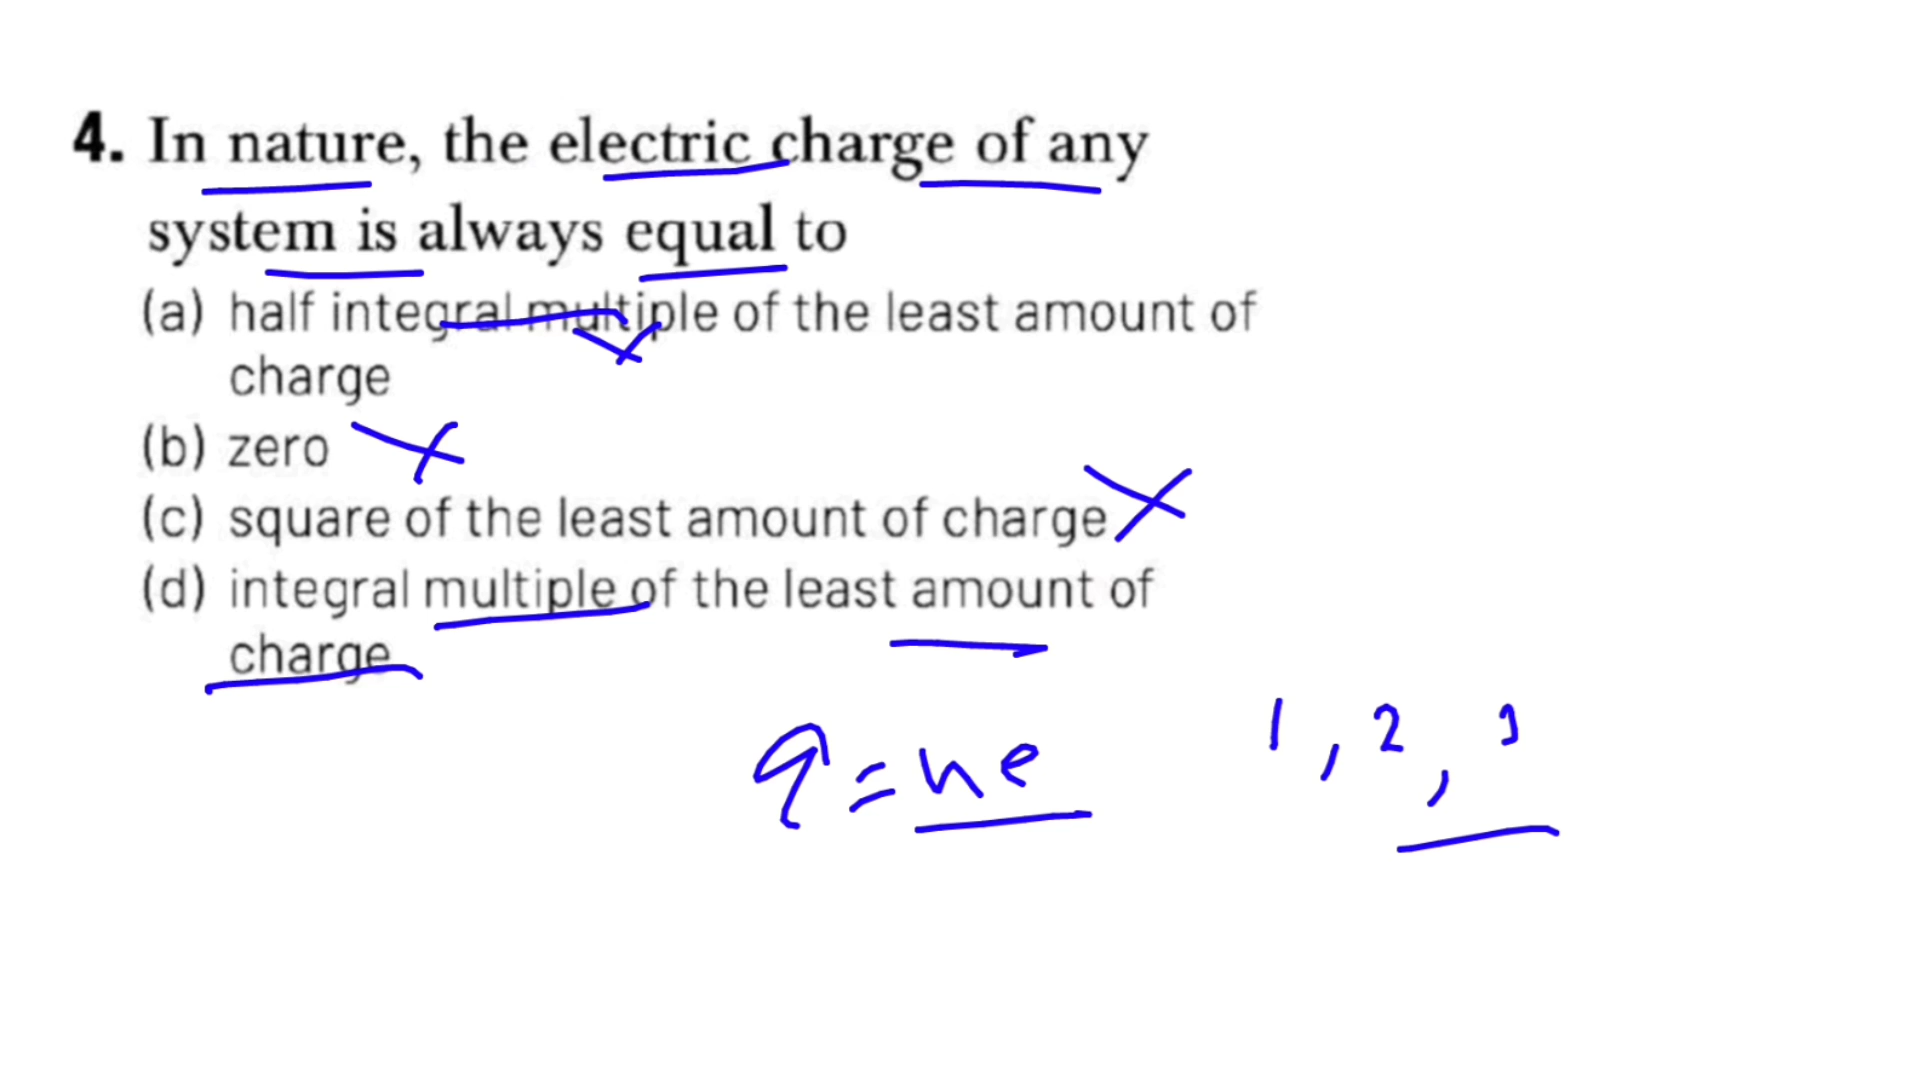 4. In nature, the electric charge of any
system is always equal to
(a) half integral multiple of the least amount of
charge
(b) zero
(c) square of the least amount of charge
(d) integral multiple of the least amount of
charge
q = ne 1, 2, 3